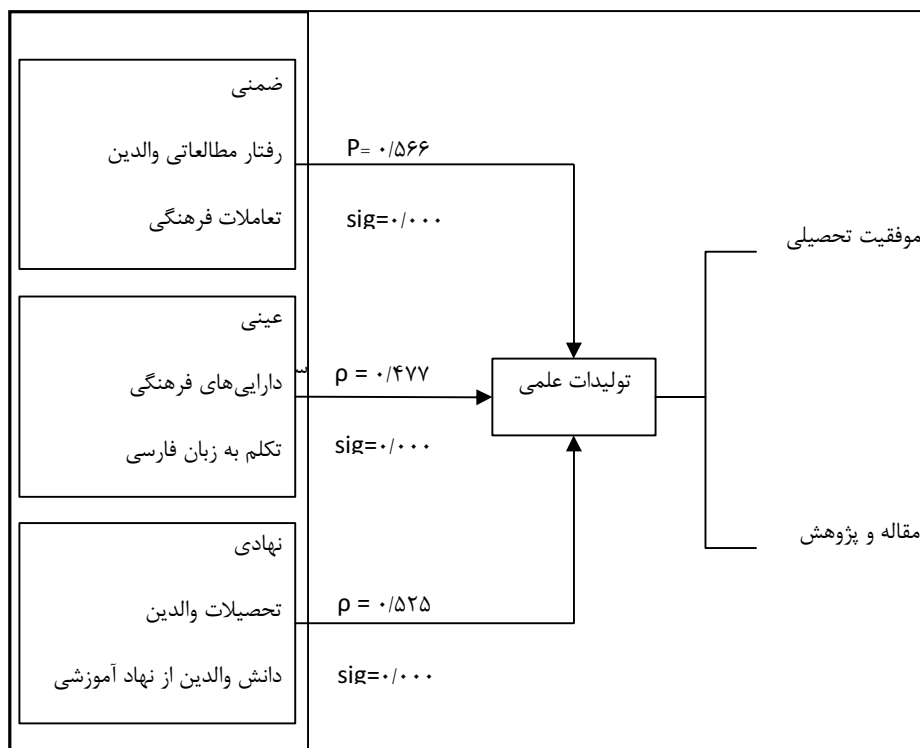 ضمنی
رفتار مطالعاتی والدین
تعاملات فرهنگی
P= ۰/۵۶۶
sig=۰/۰۰۰
عینی
دارایی‌های فرهنگی
تکلم به زبان فارسی
ρ = ۰/۴۷۷
sig=۰/۰۰۰
نهادی
تحصیلات والدین
دانش والدین از نهاد آموزشی
ρ = ۰/۵۲۵
sig=۰/۰۰۰
تولیدات علمی
موفقیت تحصیلی
مقاله و پژوهش